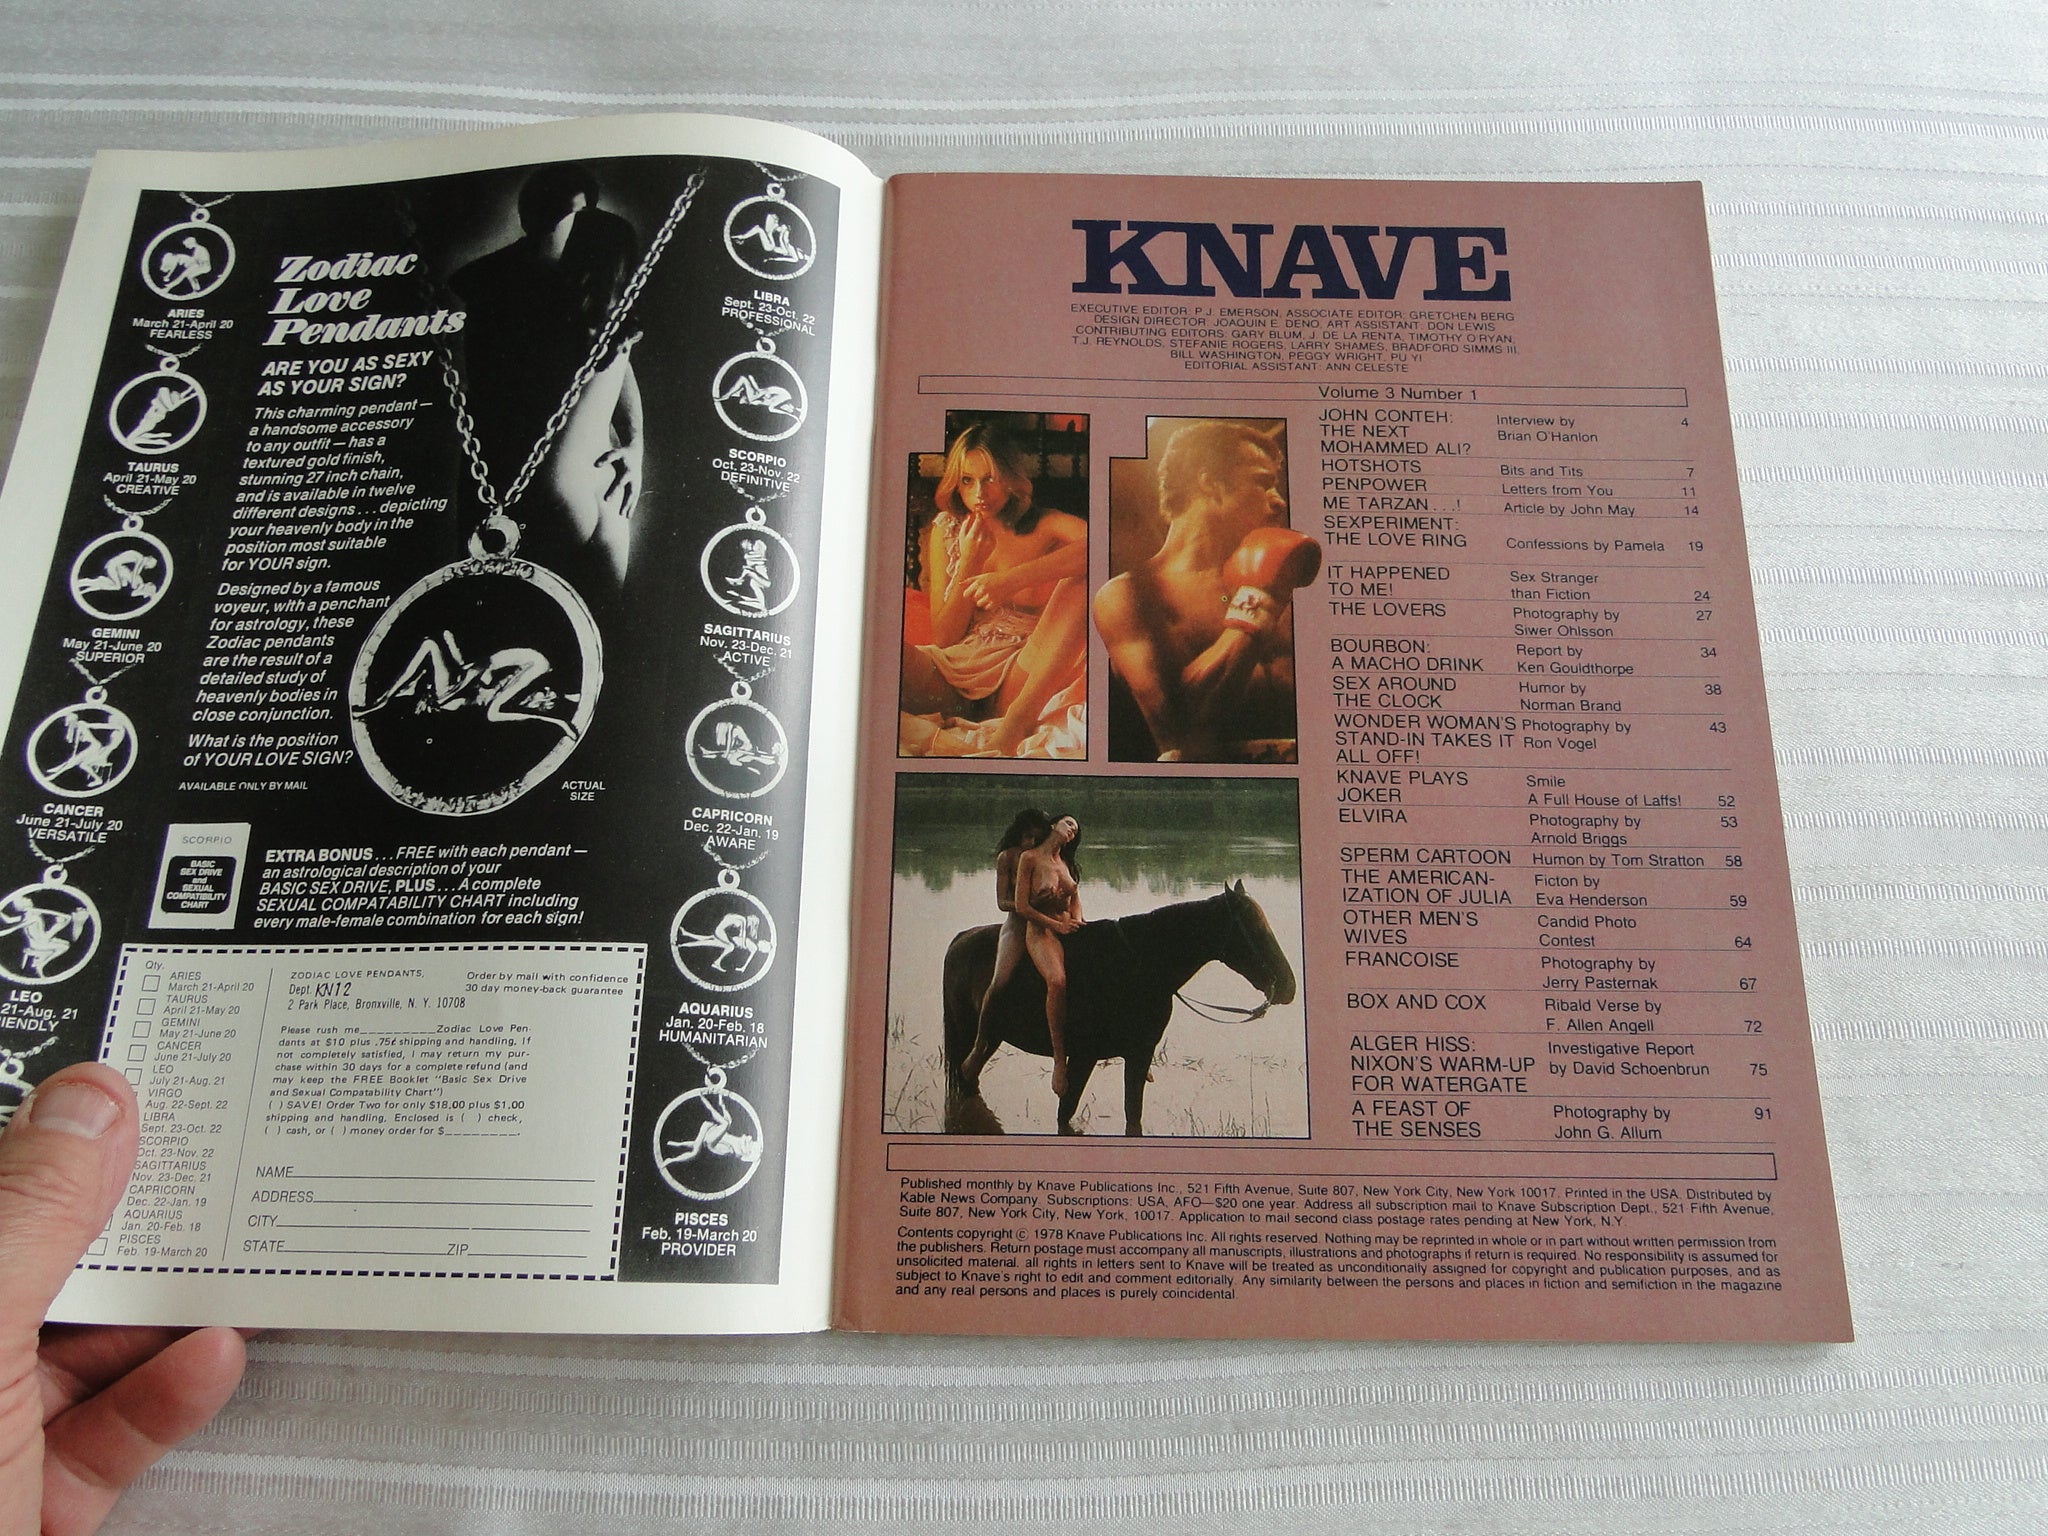 Zodiac
Love
Pendants
ARE YOU AS SEXY
AS YOUR SIGN?
This charming pendant —
a handsome accessory
to any outfit — has a
textured gold finish,
stunning 27 inch chain,
and is available in twelve
different designs . . . depicting
your heavenly body in the
position most suitable
for YOUR sign.
Designed by a famous
voyeur, with a penchant
for astrology, these
Zodiac pendants
are the result of a
detailed study of
heavenly bodies in
close conjunction.
What is the position
of YOUR LOVE SIGN?
AVAILABLE ONLY BY MAIL
ACTUAL
SIZE
ARIES
March 21-April 20
FEARLESS
TAURUS
April 21-May 20
CREATIVE
GEMINI
May 21-June 20
SUPERIOR
CANCER
June 21-July 20
VERSATILE
LEO
21-Aug. 21
IENDLY
LIBRA
Sept. 23-Oct. 22
PROFESSIONAL
SCORPIO
Oct. 23-Nov. 22
DEFINITIVE
SAGITTARIUS
Nov. 23-Dec. 21
ACTIVE
CAPRICORN
Dec. 22-Jan. 19
AWARE
AQUARIUS
Jan. 20-Feb. 18
HUMANITARIAN
PISCES
Feb. 19-March 20
PROVIDER
SCORPIO
BASIC
SEX DRIVE
and
SEXUAL
COMPATIBILITY
CHART
EXTRA BONUS . . . FREE with each pendant —
an astrological description of your
BASIC SEX DRIVE, PLUS . . . A complete
SEXUAL COMPATABILITY CHART including
every male-female combination for each sign!
Qty.
ARIES
March 21-April 20
TAURUS
April 21-May 20
GEMINI
May 21-June 20
CANCER
June 21-July 20
LEO
July 21-Aug. 21
VIRGO
Aug. 22-Sept. 22
LIBRA
Sept. 23-Oct. 22
SCORPIO
Oct. 23-Nov. 22
SAGITTARIUS
Nov. 23-Dec. 21
CAPRICORN
Dec. 22-Jan. 19
AQUARIUS
Jan. 20-Feb. 18
PISCES
Feb. 19-March 20
ZODIAC LOVE PENDANTS,
Dept. KN12
2 Park Place, Bronxville, N. Y. 10708
Order by mail with confidence
30 day money-back guarantee
Please rush me__________Zodiac Love Pen-
dants at $10 plus .75¢ shipping and handling. If
not completely satisfied, I may return my pur-
chase within 30 days for a complete refund (and
may keep the FREE Booklet "Basic Sex Drive
and Sexual Compatability Chart")
( ) SAVE! Order Two for only $18.00 plus $1.00
shipping and handling. Enclosed is ( ) check,
( ) cash, or ( ) money order for $________.
NAME
ADDRESS
CITY
STATE ZIP
KNAVE
EXECUTIVE EDITOR: P.J. EMERSON, ASSOCIATE EDITOR: GRETCHEN BERG
DESIGN DIRECTOR: JOAQUIN E. DENO, ART ASSISTANT: DON LEWIS
CONTRIBUTING EDITORS: GARY BLUM, J. DE LA RENTA, TIMOTHY O'RYAN,
T.J. REYNOLDS, STEFANIE ROGERS, LARRY SHAMES, BRADFORD SIMMS III,
BILL WASHINGTON, PEGGY WRIGHT, PU YI
EDITORIAL ASSISTANT: ANN CELESTE
Volume 3 Number 1
JOHN CONTEH: Interview by 4
THE NEXT Brian O'Hanlon
MOHAMMED ALI?
HOTSHOTS Bits and Tits 7
PENPOWER Letters from You 11
ME TARZAN . . .! Article by John May 14
SEXPERIMENT:
THE LOVE RING Confessions by Pamela 19
IT HAPPENED Sex Stranger
TO ME! than Fiction 24
THE LOVERS Photography by 27
Siwer Ohlsson
BOURBON: Report by 34
A MACHO DRINK Ken Gouldthorpe
SEX AROUND Humor by 38
THE CLOCK Norman Brand
WONDER WOMAN'S Photography by 43
STAND-IN TAKES IT Ron Vogel
ALL OFF!
KNAVE PLAYS Smile
JOKER A Full House of Laffs! 52
ELVIRA Photography by 53
Arnold Briggs
SPERM CARTOON Humon by Tom Stratton 58
THE AMERICAN- Ficton by
IZATION OF JULIA Eva Henderson 59
OTHER MEN'S Candid Photo
WIVES Contest 64
FRANCOISE Photography by
Jerry Pasternak 67
BOX AND COX Ribald Verse by
F. Allen Angell 72
ALGER HISS: Investigative Report
NIXON'S WARM-UP by David Schoenbrun 75
FOR WATERGATE
A FEAST OF Photography by 91
THE SENSES John G. Allum
Published monthly by Knave Publications Inc., 521 Fifth Avenue, Suite 807, New York City, New York 10017. Printed in the USA. Distributed by
Kable News Company. Subscriptions: USA, AFO—$20 one year. Address all subscription mail to Knave Subscription Dept., 521 Fifth Avenue,
Suite 807, New York City, New York, 10017. Application to mail second class postage rates pending at New York, N.Y.
Contents copyright © 1978 Knave Publications Inc. All rights reserved. Nothing may be reprinted in whole or in part without written permission from
the publishers. Return postage must accompany all manuscripts, illustrations and photographs if return is required. No responsibility is assumed for
unsolicited material. all rights in letters sent to Knave will be treated as unconditionally assigned for copyright and publication purposes, and as
subject to Knave's right to edit and comment editorially. Any similarity between the persons and places in fiction and semifiction in the magazine
and any real persons and places is purely coincidental.